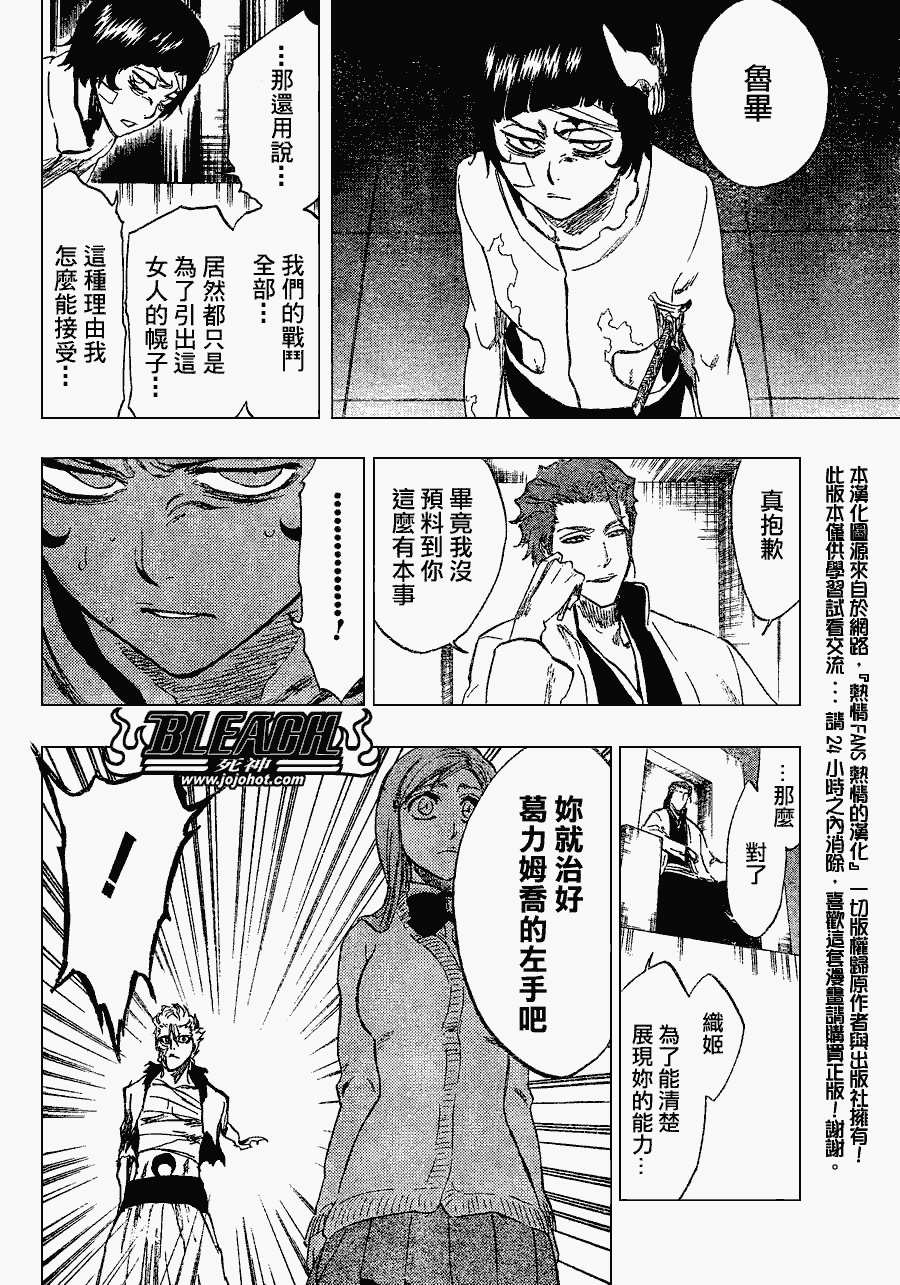 魯畢
…那還用說…
我們的戰鬥
全部…
居然都只是
為了引出這
女人的幌子…
這種理由我
怎麼能接受…
真抱歉
畢竟我沒
預料到你
這麼有本事
………!
…那麼
對了
織姬
為了能清楚
展現妳的能力…
妳就治好
葛力姆喬的左手吧
!
BLEACH
死神
www.jojohot.com
本漢化圖源來自於網路，『熱情FANS熱情的漢化』一切版權歸原作者與出版社擁有！
此版本僅供學習試看交流…請24小時之內消除，喜歡這套漫畫請購買正版！謝謝。